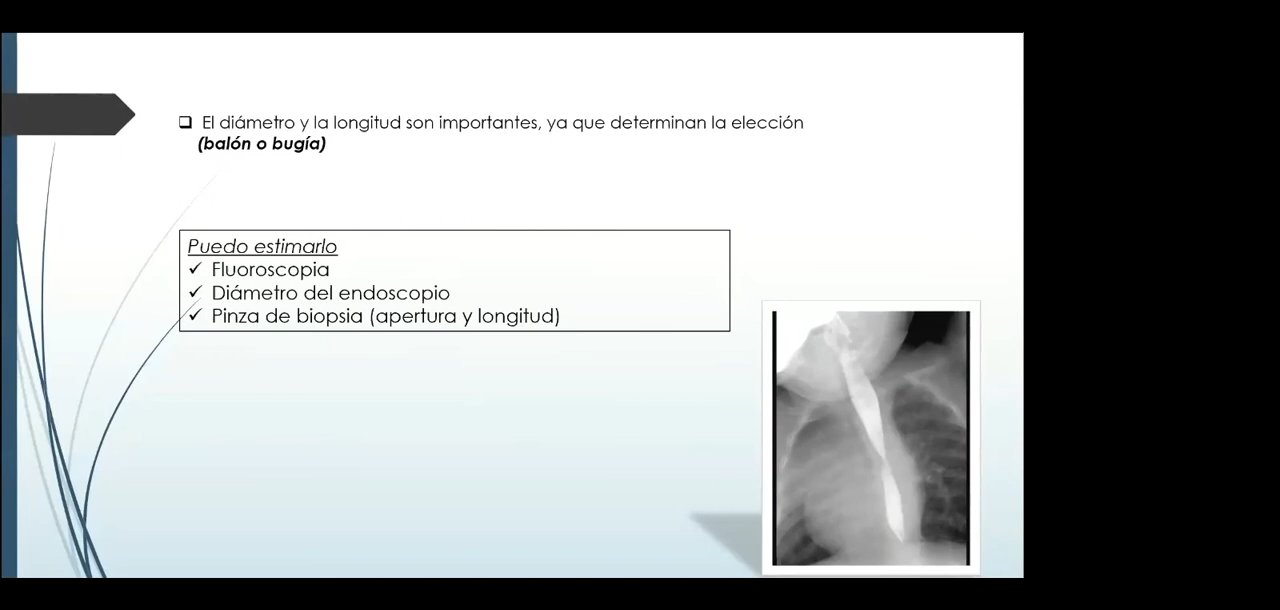 El diámetro y la longitud son importantes, ya que determinan la elección
(balón o bugía)
Puedo estimarlo
✓ Fluoroscopia
✓ Diámetro del endoscopio
✓ Pinza de biopsia (apertura y longitud)